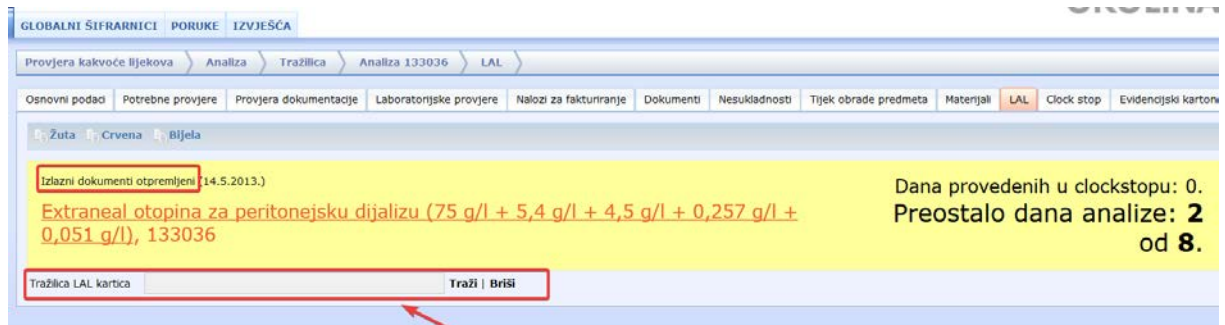 GLOBALNI ŠIFRARNICI PORUKE IZVJEŠĆA
Provjera kakvoće lijekova Analiza Tražilica Analiza 133036 LAL
Osnovni podaci Potrebne provjere Provjera dokumentacije Laboratorijske provjere Nalozi za fakturiranje Dokumenti Nesukladnosti Tijek obrade predmeta Materijali LAL Clock stop Evidencijski kartone
Žuta Crvena Bijela
Izlazni dokumenti otpremljeni (14.5.2013.)
Extraneal otopina za peritonejsku dijalizu (75 g/l + 5,4 g/l + 4,5 g/l + 0,257 g/l +
0,051 g/l), 133036
Dana provedenih u clockstopu: 0.
Preostalo dana analize: 2
od 8.
Tražilica LAL kartica Traži | Briši